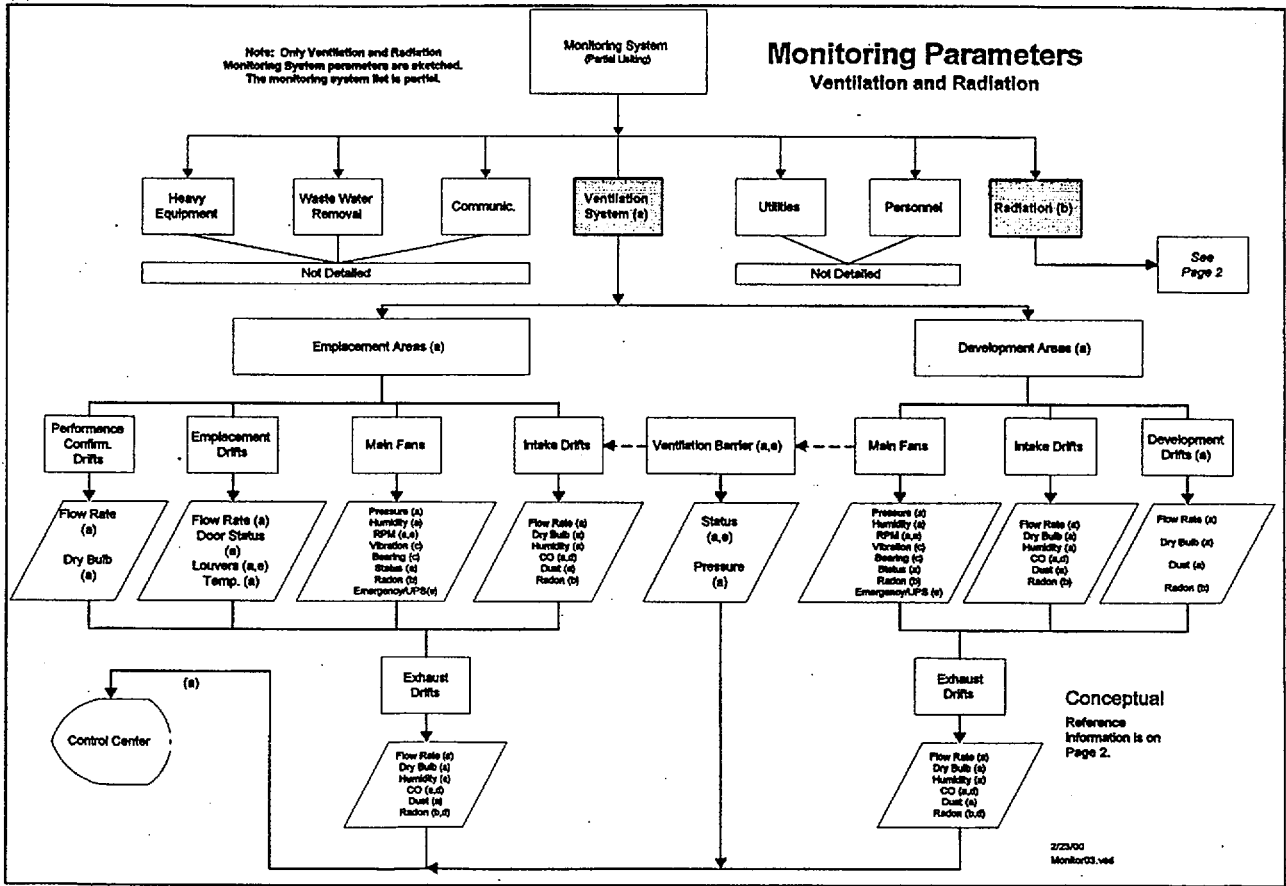 Note: Only Ventilation and Radiation
Monitoring System parameters are sketched.
The monitoring system list is partial.
Monitoring System
(Partial Listing)
Monitoring Parameters
Ventilation and Radiation
Heavy
Equipment
Waste Water
Removal
Communic.
Ventilation
System (a)
Utilities
Personnel
Radiation (b)
Not Detailed
Not Detailed
See
Page 2
Emplacement Areas (a)
Development Areas (a)
Performance
Confirm.
Drifts
Emplacement
Drifts
Main Fans
Intake Drifts
Ventilation Barrier (a,e)
Main Fans
Intake Drifts
Development
Drifts (a)
Flow Rate
(a)
Dry Bulb
(a)
Flow Rate (a)
Door Status
(a)
Louvers (a,e)
Temp. (a)
Pressure (a)
Humidity (a)
RPM (a,e)
Vibration (c)
Bearing (c)
Status (a)
Radon (b)
Emergency/UPS(e)
Flow Rate (a)
Dry Bulb (a)
Humidity (a)
CO (a,d)
Dust (a)
Radon (b)
Status
(a,e)
Pressure
(a)
Pressure (a)
Humidity (a)
RPM (a,e)
Vibration (c)
Bearing (c)
Status (a)
Radon (b)
Emergency/UPS (e)
Flow Rate (a)
Dry Bulb (a)
Humidity (a)
CO (a,d)
Dust (a)
Radon (b)
Flow Rate (a)
Dry Bulb (a)
Dust (a)
Radon (b)
(a)
Control Center
Exhaust
Drifts
Exhaust
Drifts
Conceptual
Reference
Information is on
Page 2.
Flow Rate (a)
Dry Bulb (a)
Humidity (a)
CO (a,d)
Dust (a)
Radon (b,d)
Flow Rate (a)
Dry Bulb (a)
Humidity (a)
CO (a,d)
Dust (a)
Radon (b,d)
2/23/00
Monitor03.vsd